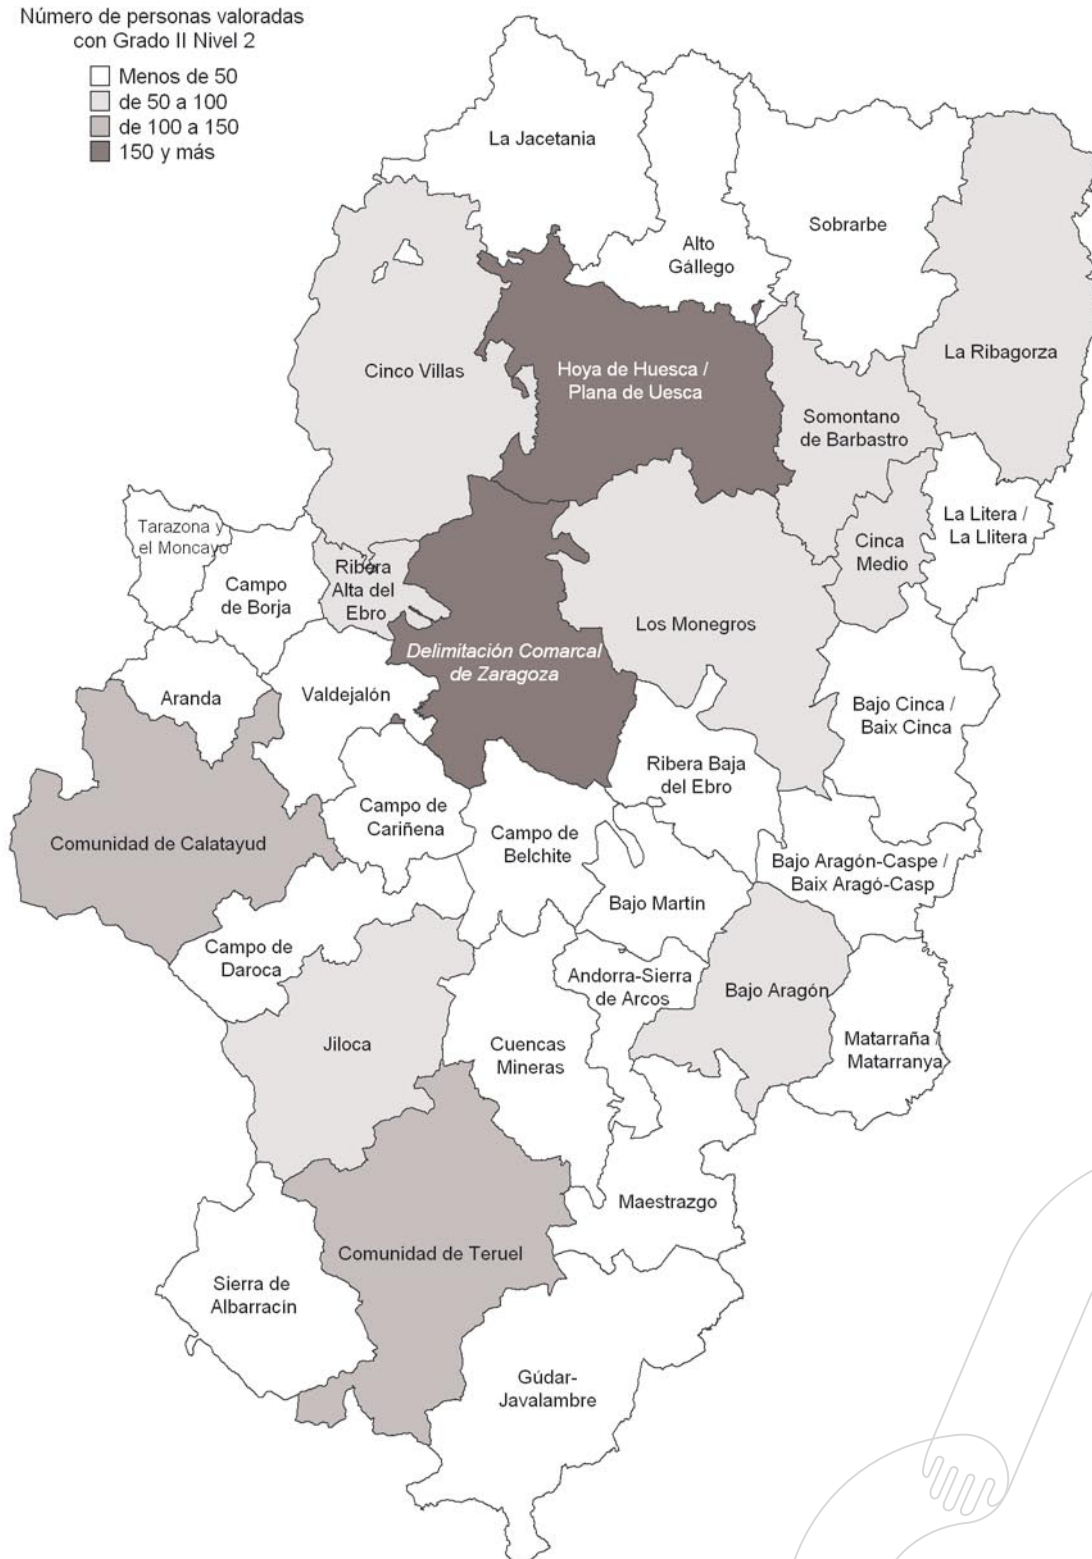 Número de personas valoradas
con Grado II Nivel 2
Menos de 50
de 50 a 100
de 100 a 150
150 y más
La Jacetania
Sobrarbe
Alto
Gállego
La Ribagorza
Cinco Villas
Hoya de Huesca /
Plana de Uesca
Somontano
de Barbastro
La Litera /
La Llitera
Tarazona y
el Moncayo
Cinca
Medio
Ribera
Alta del
Ebro
Campo
de Borja
Los Monegros
Delimitación Comarcal
de Zaragoza
Aranda
Valdejalón
Bajo Cinca /
Baix Cinca
Ribera Baja
del Ebro
Campo de
Cariñena
Comunidad de Calatayud
Campo de
Belchite
Bajo Aragón-Caspe /
Baix Aragó-Casp
Bajo Martín
Campo de
Daroca
Andorra-Sierra
de Arcos
Bajo Aragón
Jiloca
Cuencas
Mineras
Matarraña /
Matarranya
Maestrazgo
Comunidad de Teruel
Sierra de
Albarracín
Gúdar-
Javalambre